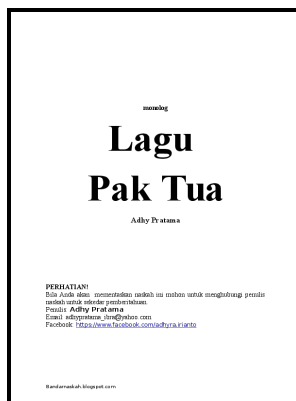 monolog
Lagu
Pak Tua
Adhy Pratama
PERHATIAN!
Bila Anda akan mementaskan naskah ini mohon untuk menghubungi penulis
naskah untuk sekedar pemberitahuan.
Penulis Adhy Pratama
Email adhypratama_ibra@yahoo.com
Facebook https://www.facebook.com/adhyra.irianto
Bandarnaskah.blogspot.com